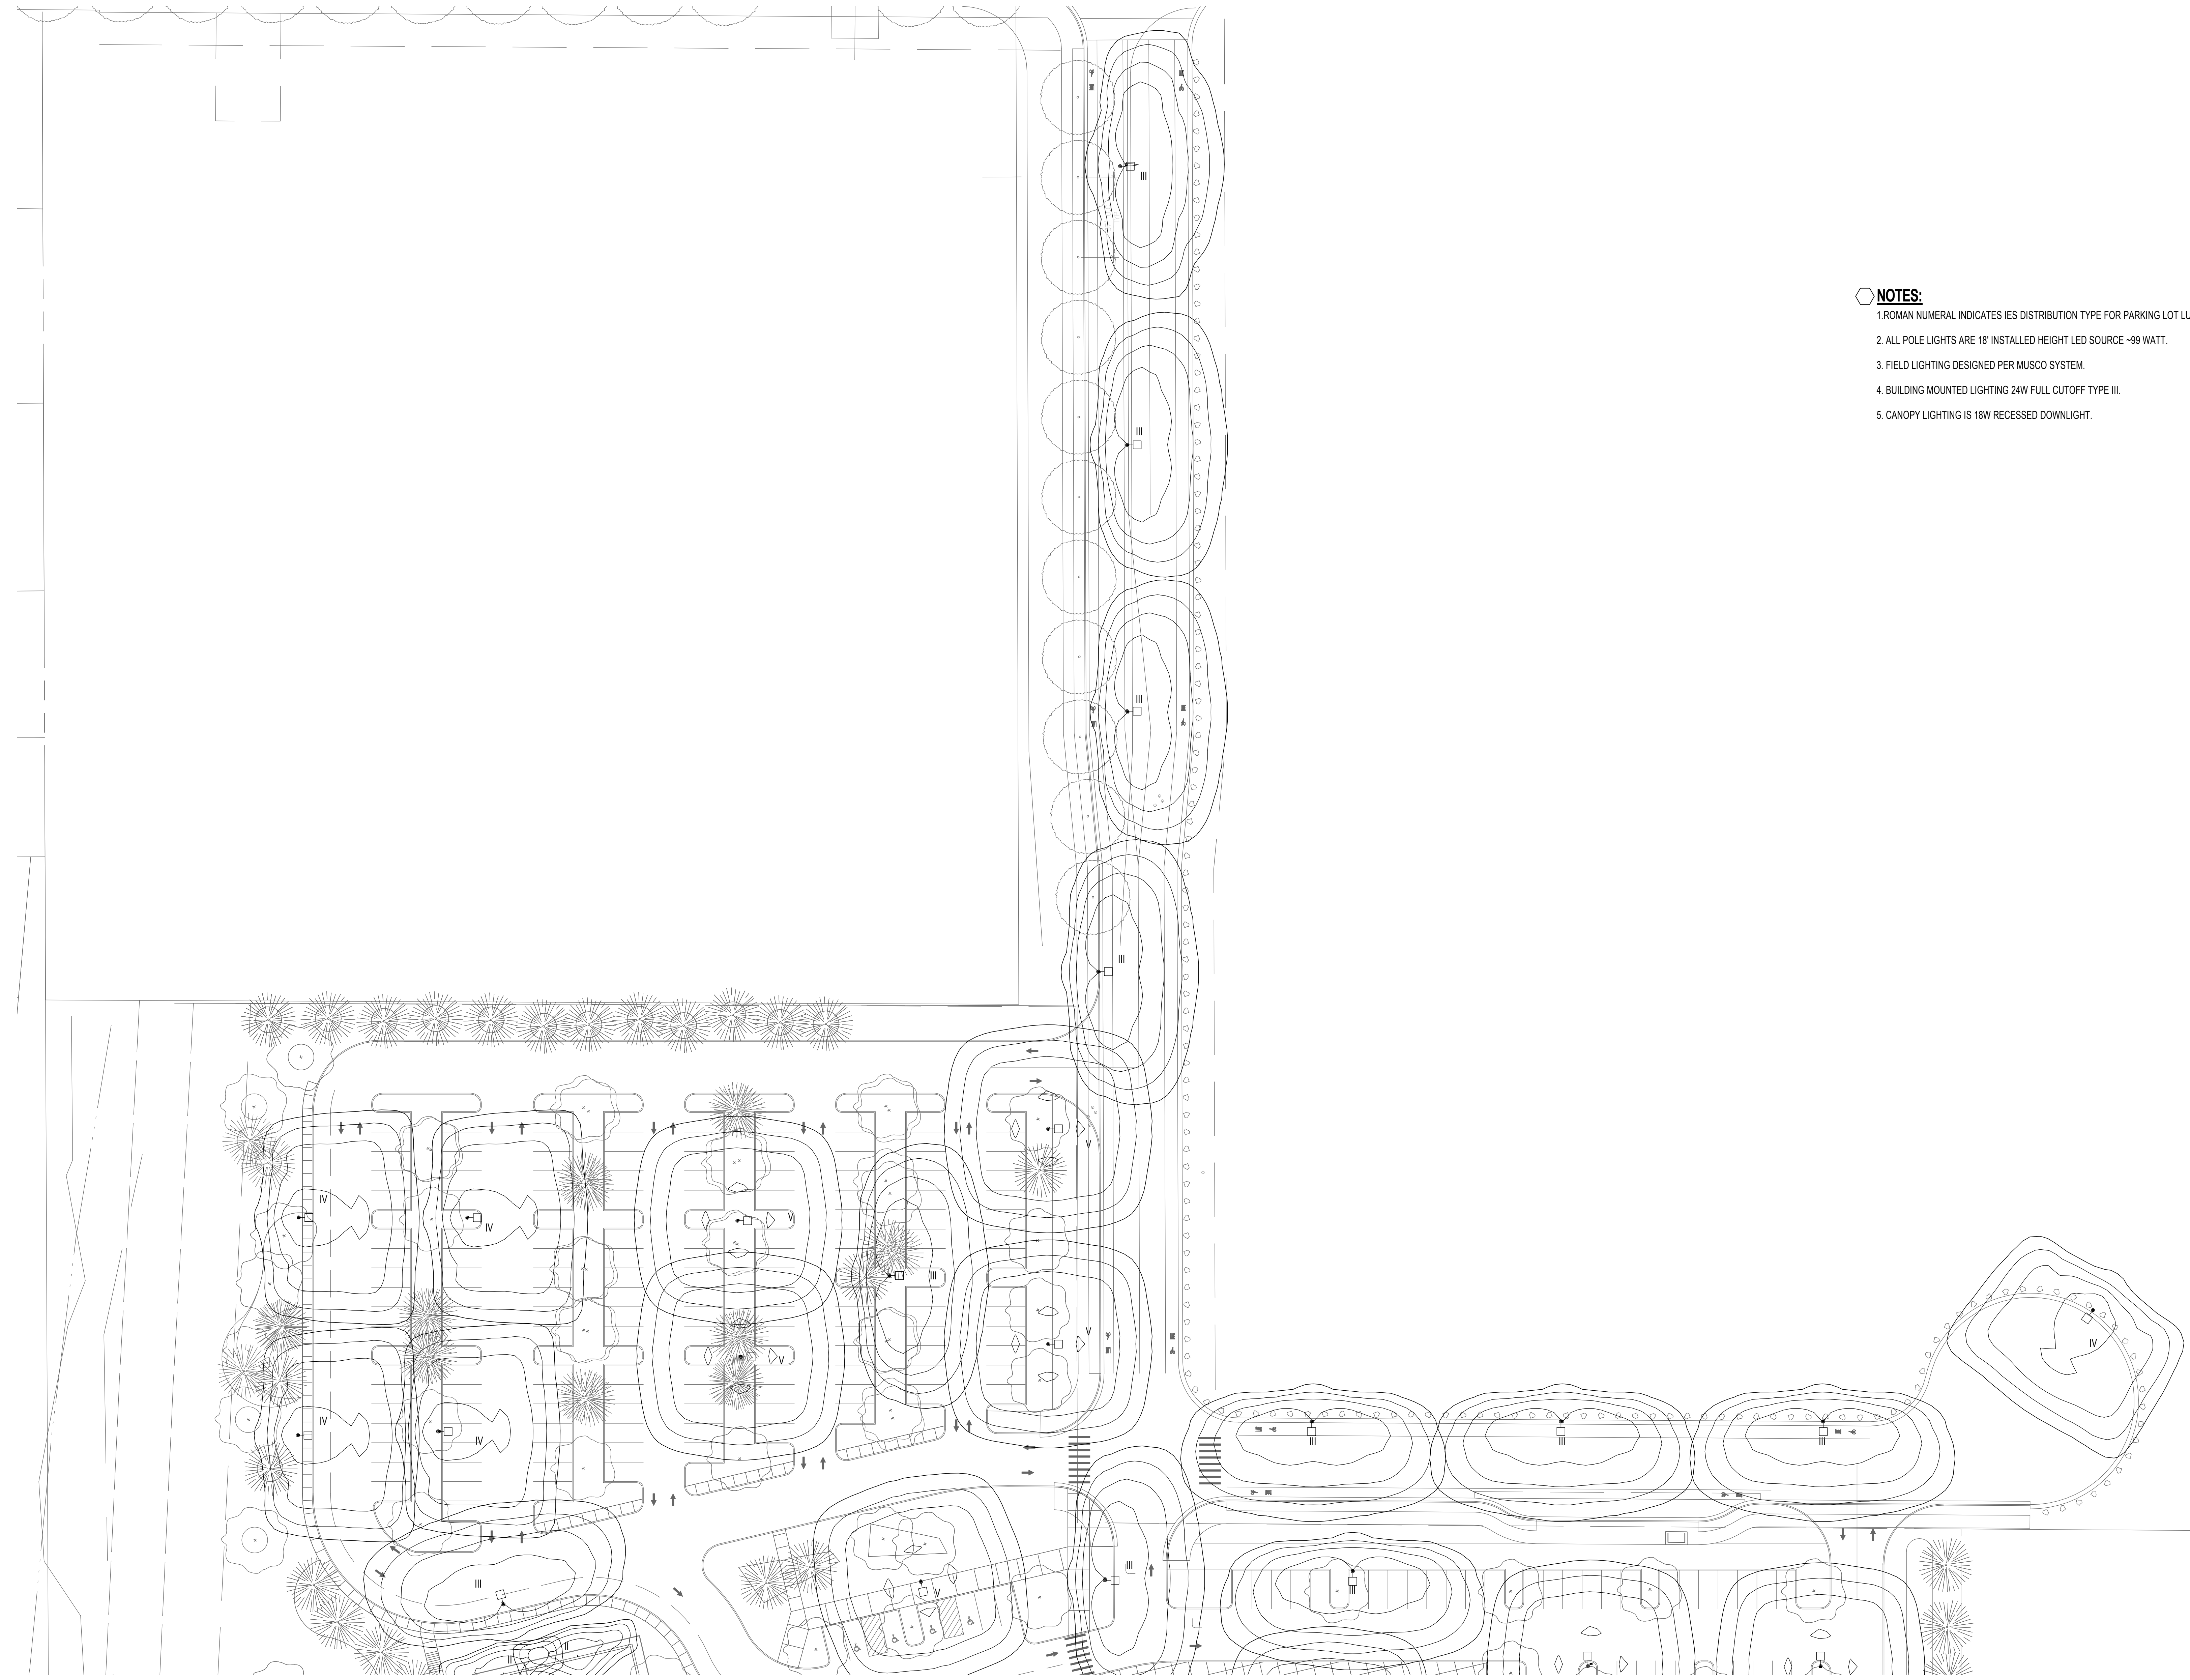 NOTES:
1.ROMAN NUMERAL INDICATES IES DISTRIBUTION TYPE FOR PARKING LOT LU
2. ALL POLE LIGHTS ARE 18' INSTALLED HEIGHT LED SOURCE ~99 WATT.
3. FIELD LIGHTING DESIGNED PER MUSCO SYSTEM.
4. BUILDING MOUNTED LIGHTING 24W FULL CUTOFF TYPE III.
5. CANOPY LIGHTING IS 18W RECESSED DOWNLIGHT.
III
III
III
III
V
IV
IV
V
III
V
V
IV
IV
IV
III
III
III
III
III
V
III
II
II